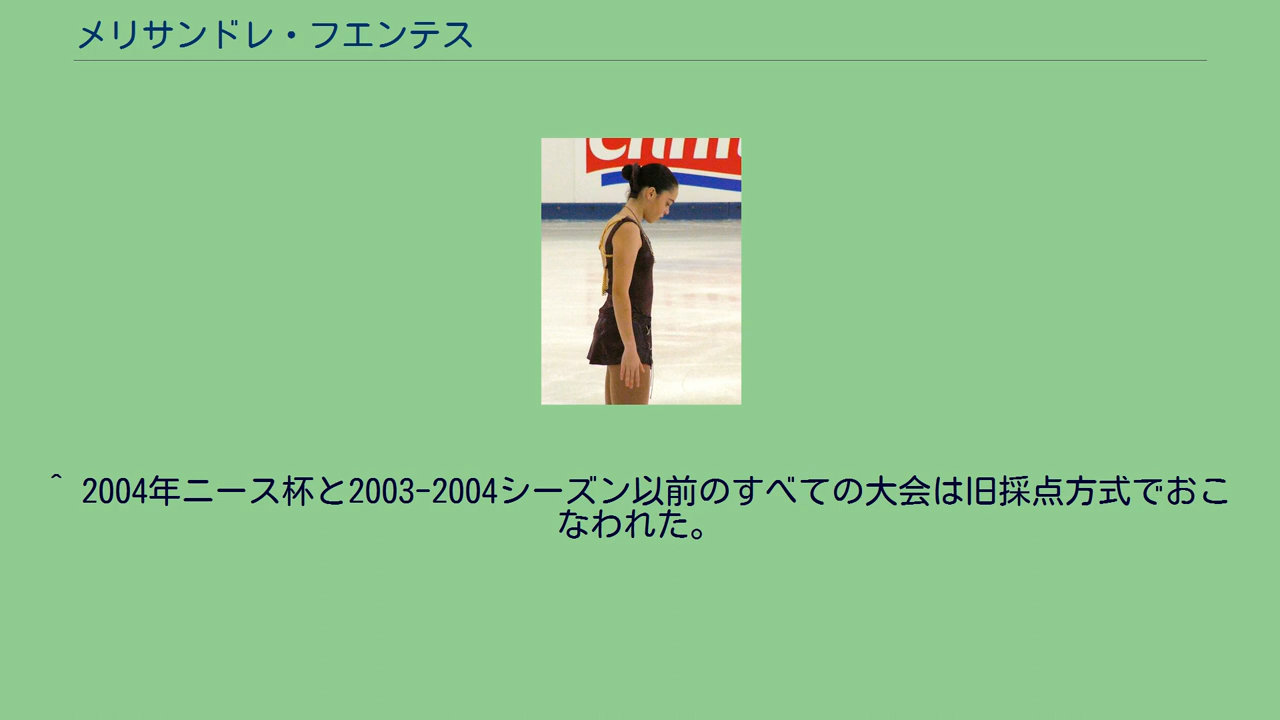 メリサンドレ・フエンテス
^ 2004年ニース杯と2003-2004シーズン以前のすべての大会は旧採点方式でおこ
なわれた。